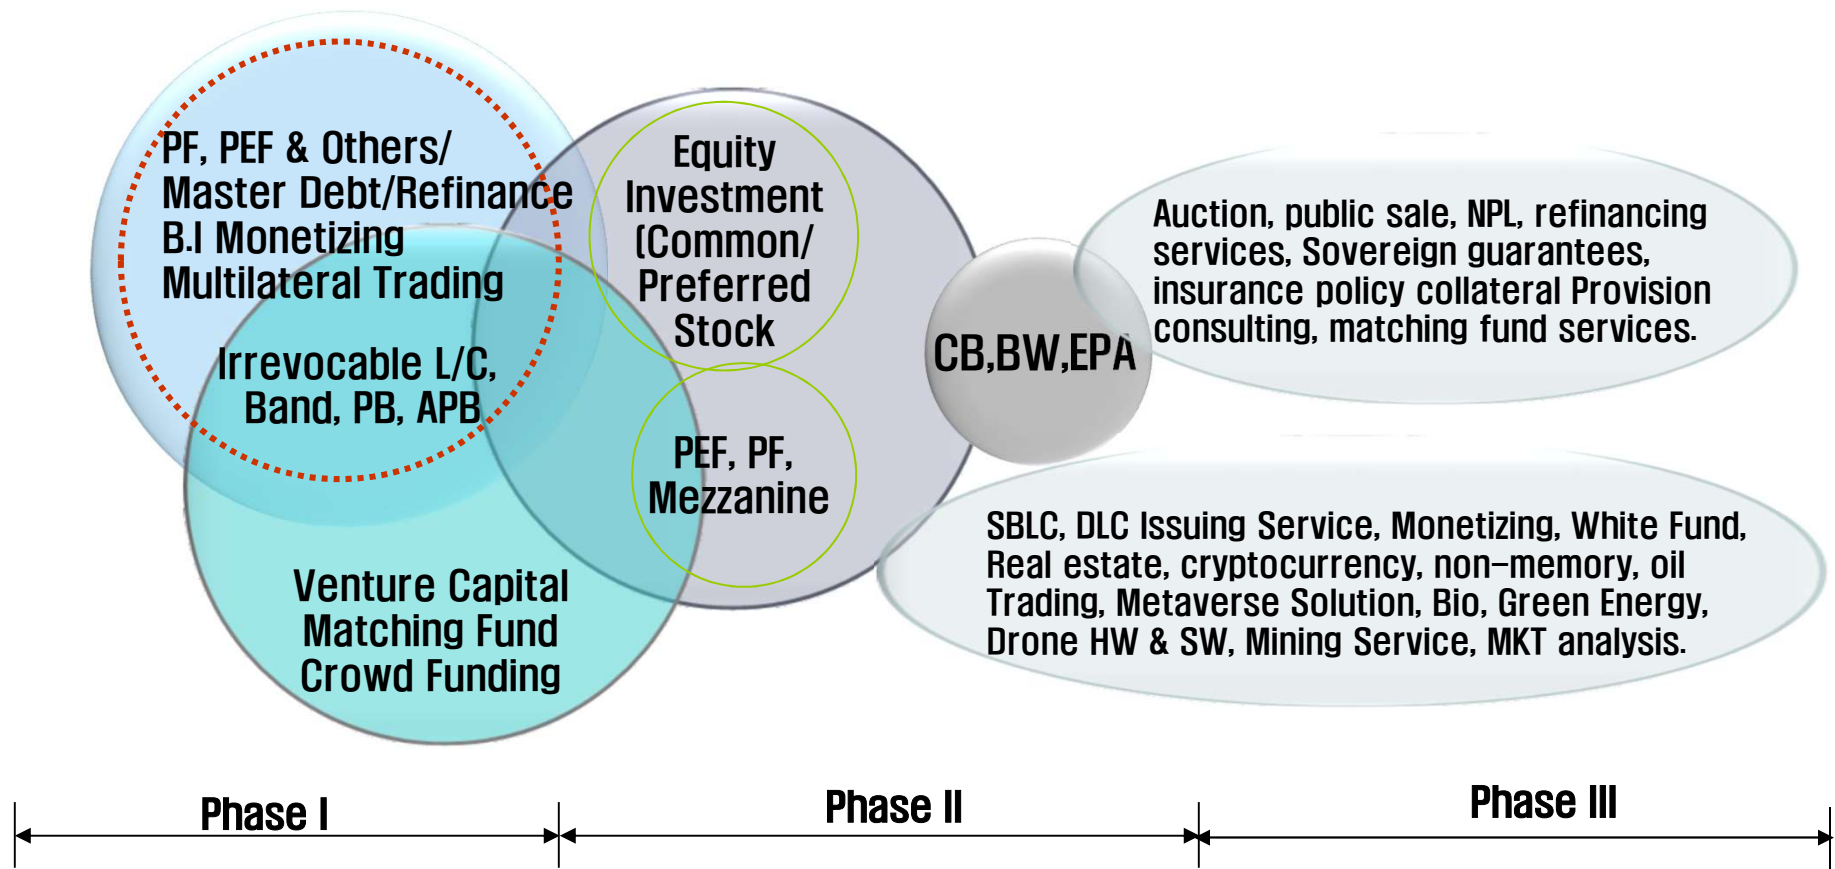 PF, PEF & Others/
Master Debt/Refinance
B.I Monetizing
Multilateral Trading
Irrevocable L/C,
Band, PB, APB
Venture Capital
Matching Fund
Crowd Funding
Equity
Investment
(Common/
Preferred
Stock
PEF, PF,
Mezzanine
CB,BW,EPA
Auction, public sale, NPL, refinancing
services, Sovereign guarantees,
insurance policy collateral Provision
consulting, matching fund services.
SBLC, DLC Issuing Service, Monetizing, White Fund,
Real estate, cryptocurrency, non-memory, oil
Trading, Metaverse Solution, Bio, Green Energy,
Drone HW & SW, Mining Service, MKT analysis.
Phase I
Phase II
Phase III